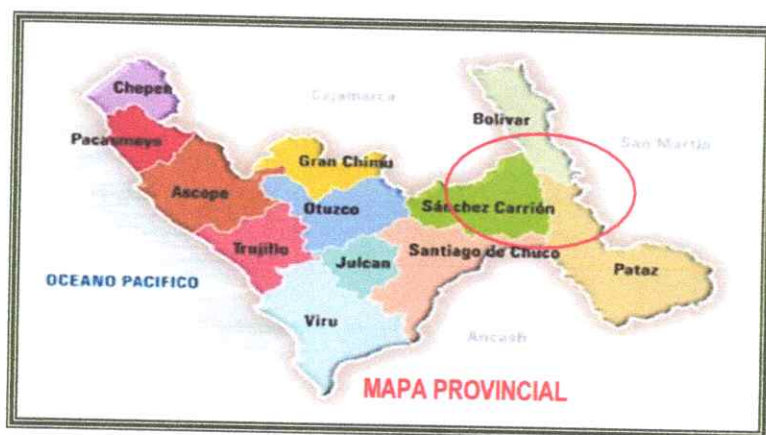 Chepen
Cajamarca
Bolivar
Pacasmayo
San Martín
Gran Chimu
Ascope
Otuzco
Sánchez Carrión
Trujillo
Julcan
Santiago de Chuco
Pataz
OCEANO PACIFICO
Viru
Ancash
MAPA PROVINCIAL